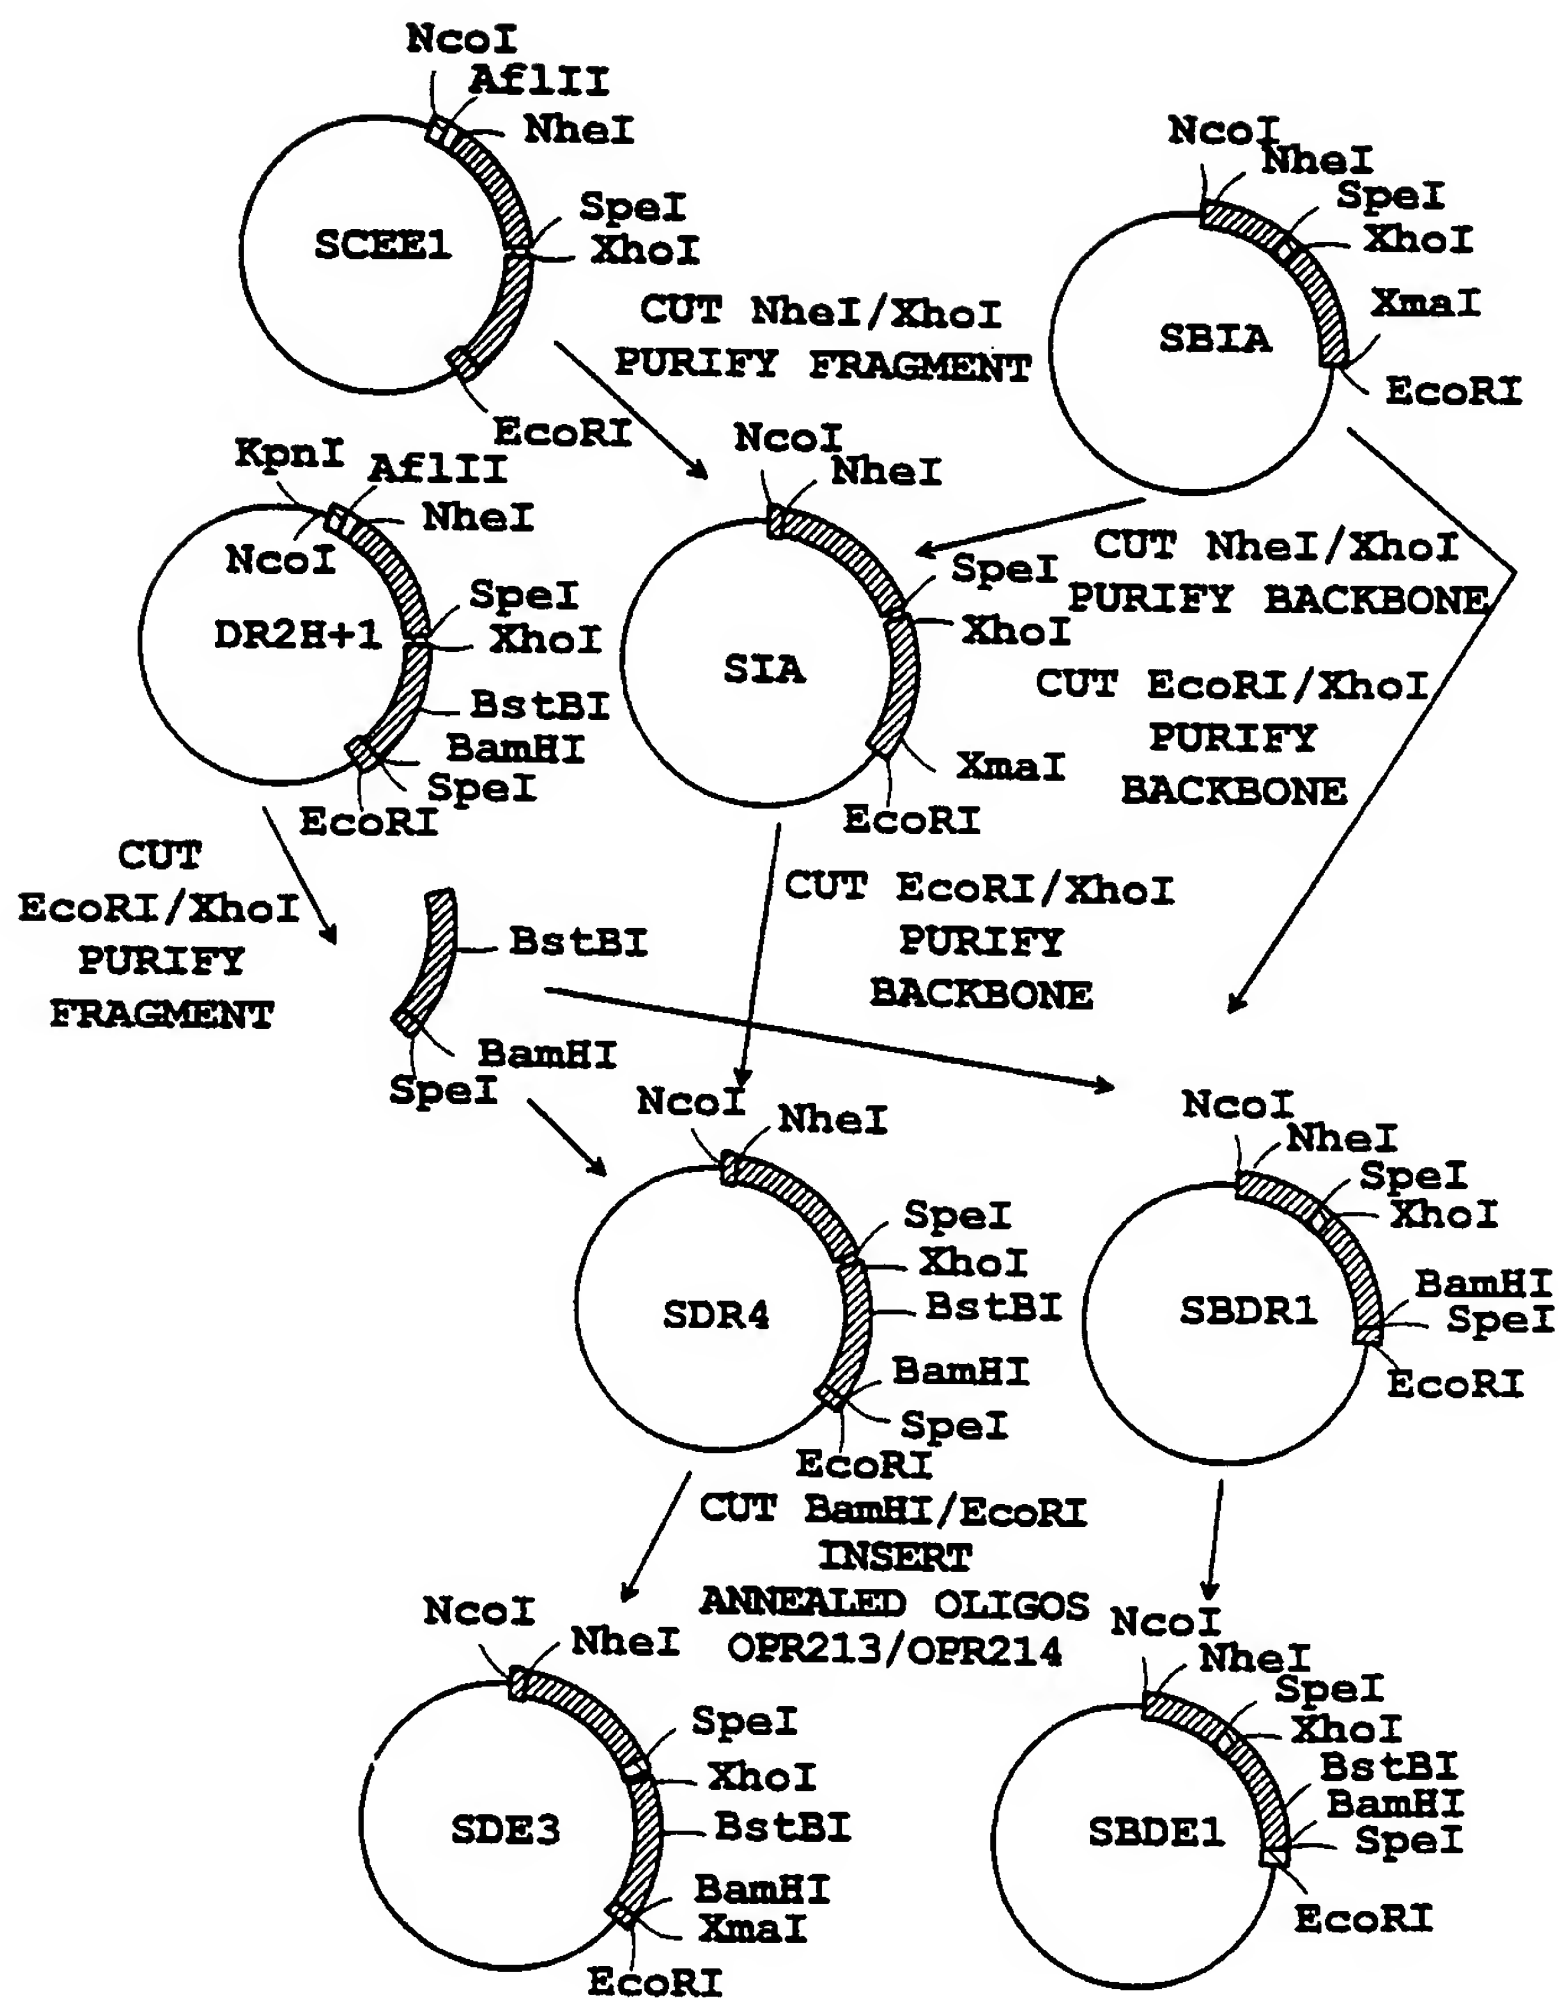 NcoI
AflII
NheI
SpeI
XhoI
SCEE1
EcoRI
NcoI
NheI
SpeI
XhoI
XmaI
SBIA
EcoRI
CUT NheI/XhoI
PURIFY FRAGMENT
KpnI
AflII
NheI
NcoI
SpeI
XhoI
DR2H+1
BstBI
BamHI
SpeI
EcoRI
NcoI
NheI
SpeI
XhoI
SIA
XmaI
EcoRI
CUT NheI/XhoI
PURIFY BACKBONE
CUT EcoRI/XhoI
PURIFY
BACKBONE
CUT
EcoRI/XhoI
PURIFY
FRAGMENT
BstBI
BamHI
SpeI
CUT EcoRI/XhoI
PURIFY
BACKBONE
NcoI
NheI
SpeI
XhoI
BstBI
SDR4
BamHI
SpeI
EcoRI
NcoI
NheI
SpeI
XhoI
BamHI
SpeI
SBDR1
EcoRI
CUT BamHI/EcoRI
INSERT
ANNEALED OLIGOS
OPR213/OPR214
NcoI
NheI
SpeI
XhoI
BstBI
SDE3
BamHI
XmaI
EcoRI
NcoI
NheI
SpeI
XhoI
BstBI
BamHI
SpeI
SBDE1
EcoRI